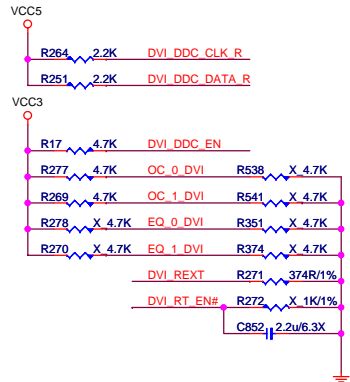 VCC5
R264 2.2K DVI_DDC_CLK_R
R251 2.2K DVI_DDC_DATA_R
VCC3
R17 4.7K DVI_DDC_EN
R277 4.7K OC_0_DVI R538 X_4.7K
R269 4.7K OC_1_DVI R541 X_4.7K
R278 X_4.7K EQ_0_DVI R351 X_4.7K
R270 X_4.7K EQ_1_DVI R374 X_4.7K
DVI_REXT R271 374R/1%
DVI_RT_EN# R272 X_1K/1%
C852 2.2u/6.3X